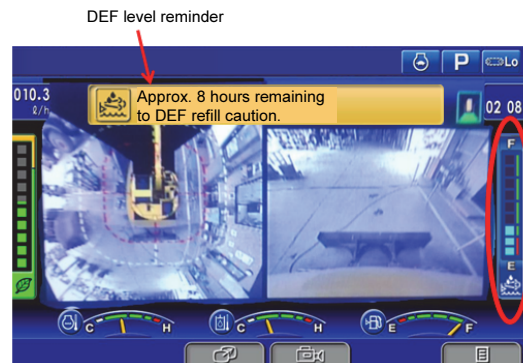 DEF level reminder
P
Lo
010.3
ℓ/h
Approx. 8 hours remaining
to DEF refill caution.
02 08
F
E
C H
C H
E F